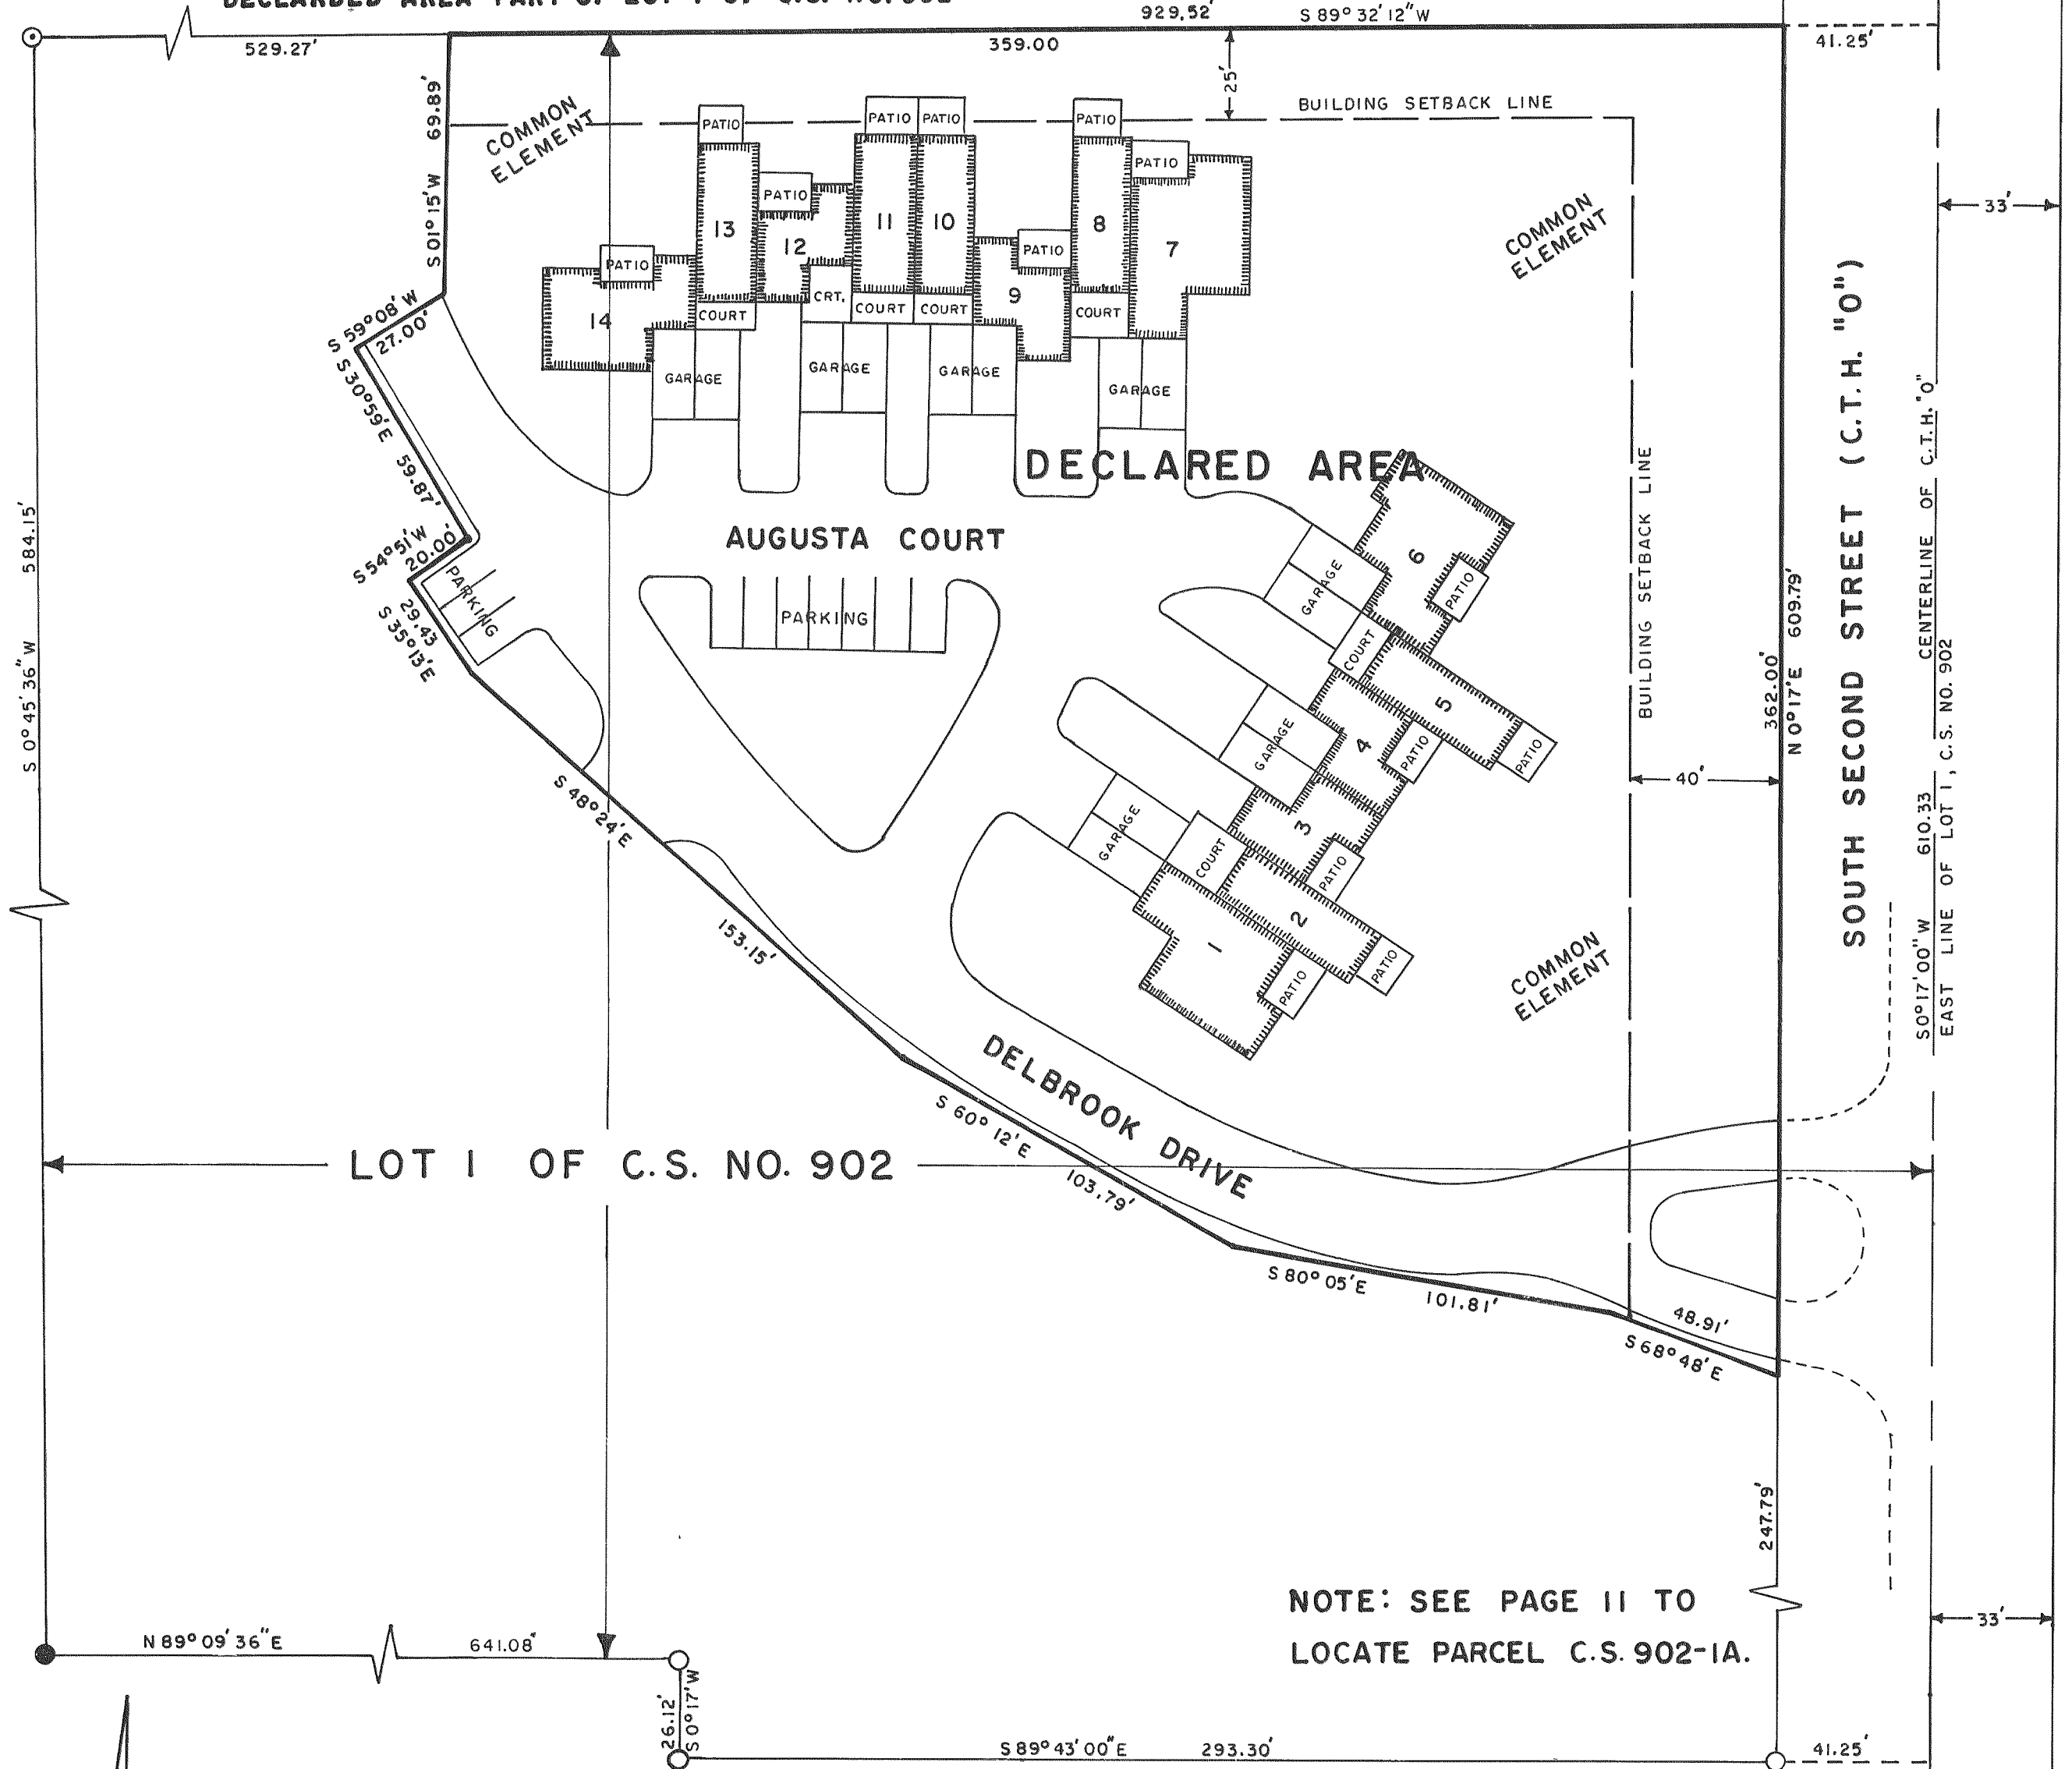 929.52' S 89° 32' 12" W
529.27'
359.00
41.25'
25'
BUILDING SETBACK LINE
33'
S 01° 15' W 69.89'
COMMON
ELEMENT
PATIO
PATIO
PATIO
PATIO
PATIO
PATIO
PATIO
PATIO
13
12
11
10
8
7
9
14
COURT
CRT.
COURT
COURT
COURT
GARAGE
GARAGE
GARAGE
GARAGE
COMMON
ELEMENT
S 59° 08' W
27.00'
S 30° 59' E 59.87'
S 54° 51' W
20.00'
29.43
S 35° 13' E
PARKING
DECLARED AREA
AUGUSTA COURT
PARKING
6
PATIO
GARAGE
COURT
5
PATIO
4
PATIO
GARAGE
3
PATIO
GARAGE
COURT
2
PATIO
1
PATIO
BUILDING SETBACK LINE
40'
362.00'
N 0° 17' E 609.79'
SOUTH SECOND STREET (C.T.H. "O")
CENTERLINE OF C.T.H. "O"
S 0° 17' 00" W 610.33
EAST LINE OF LOT 1, C.S. NO. 902
S 0° 45' 36" W 584.15'
S 48° 24' E
153.15'
COMMON
ELEMENT
DELBROOK DRIVE
S 60° 12' E
103.79'
LOT 1 OF C.S. NO. 902
S 80° 05' E
101.81'
48.91'
S 68° 48' E
247.79'
NOTE: SEE PAGE 11 TO
LOCATE PARCEL C.S. 902-1A.
33'
N 89° 09' 36" E
641.08'
26.12'
S 0° 17' W
S 89° 43' 00" E 293.30'
41.25'